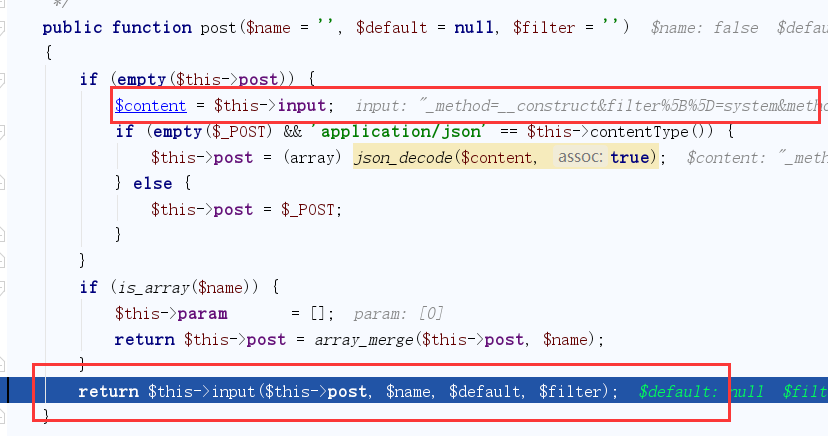 */
public function post($name = '', $default = null, $filter = '')  $name: false  $defau
{
if (empty($this->post)) {
$content = $this->input;  input: "_method=__construct&filter%5B%5D=system&metho
if (empty($_POST) && 'application/json' == $this->contentType()) {
$this->post = (array) json_decode($content, assoc: true);  $content: "_meth
} else {
$this->post = $_POST;
}
}
if (is_array($name)) {
$this->param       = [];  param: [0]
return $this->post = array_merge($this->post, $name);
}
return $this->input($this->post, $name, $default, $filter);  $default: null  $filt
}